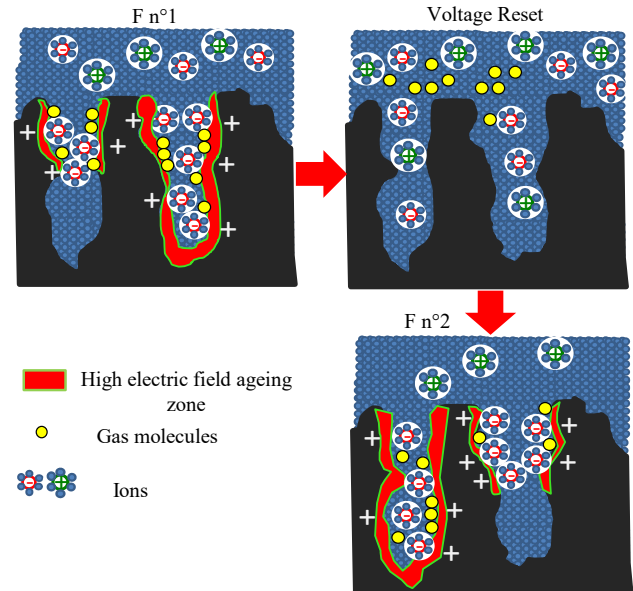 F n°1
Voltage Reset
F n°2
High electric field ageing
zone
Gas molecules
Ions